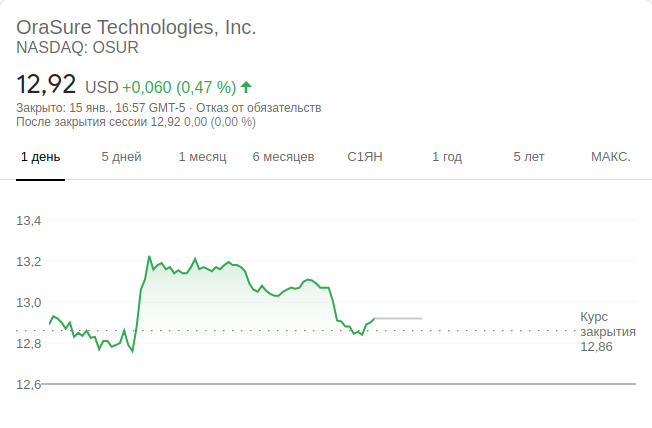 OraSure Technologies, Inc.
NASDAQ: OSUR
12,92 USD +0,060 (0,47 %)
Закрыто: 15 янв., 16:57 GMT-5 · Отказ от обязательств
После закрытия сессии 12,92 0,00 (0,00 %)
1 день 5 дней 1 месяц 6 месяцев С1ЯН 1 год 5 лет МАКС.
13,4
13,2
13,0
12,8
12,6
Курс
закрытия
12,86